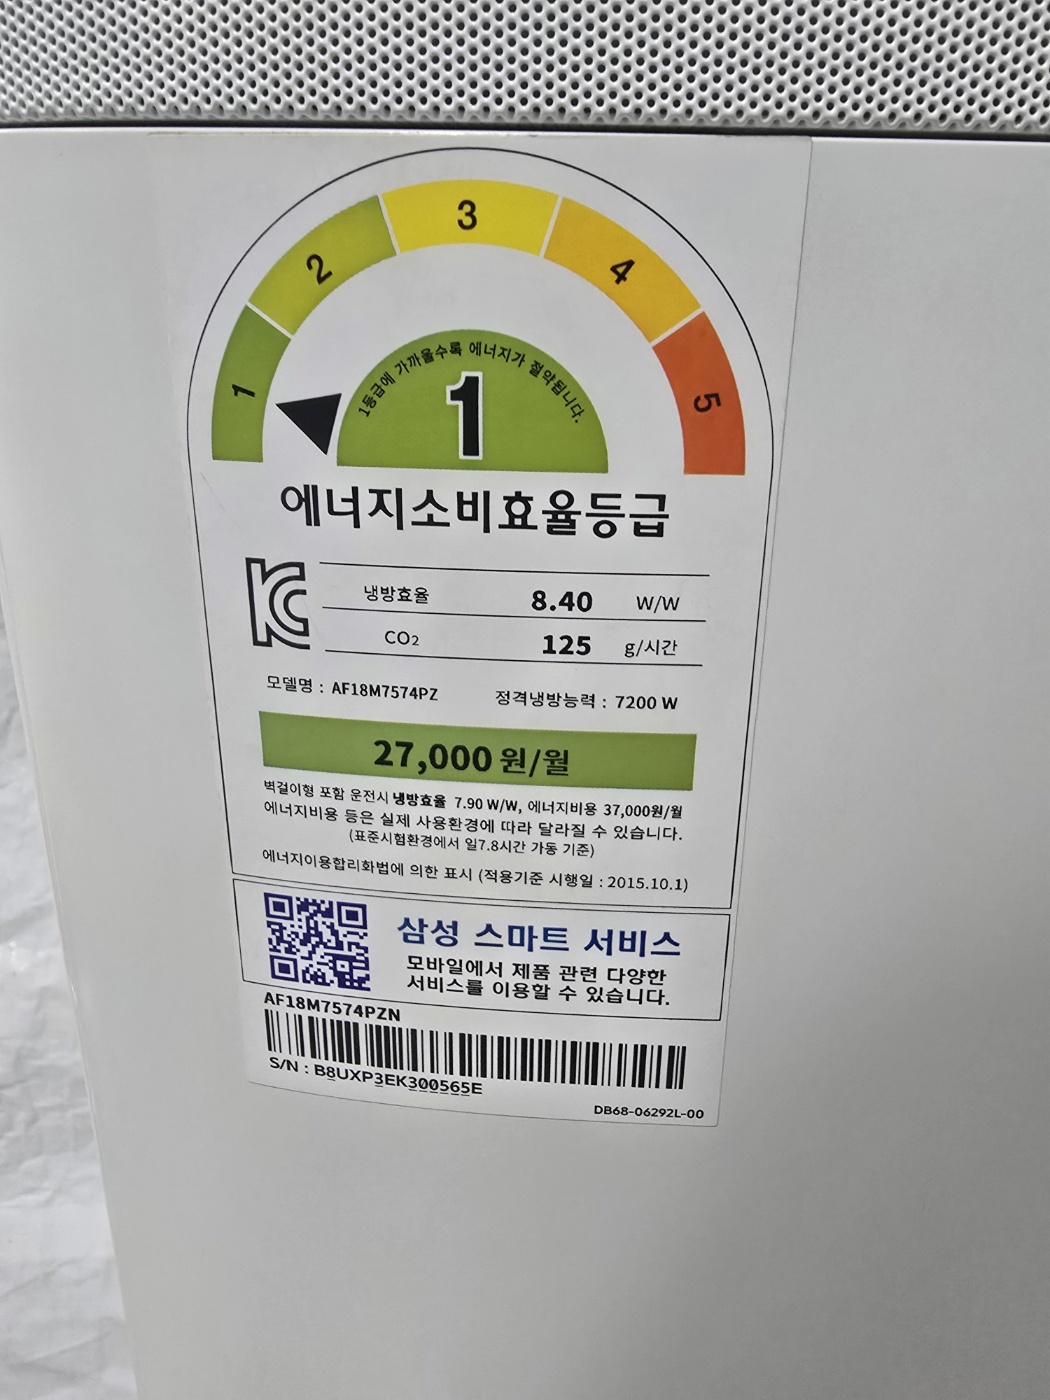 1
2
3
4
5
1등급에 가까울수록 에너지가 절약됩니다.
1
에너지소비효율등급
냉방효율 8.40 W/W
CO₂ 125 g/시간
모델명 : AF18M7574PZ 정격냉방능력 : 7200 W
27,000 원/월
벽걸이형 포함 운전시 냉방효율 7.90 W/W, 에너지비용 37,000원/월
에너지비용 등은 실제 사용환경에 따라 달라질 수 있습니다.
(표준시험환경에서 일7.8시간 가동 기준)
에너지이용합리화법에 의한 표시 (적용기준 시행일 : 2015.10.1)
삼성 스마트 서비스
모바일에서 제품 관련 다양한
서비스를 이용할 수 있습니다.
AF18M7574PZN
S/N : B8UXP3EK300565E
DB68-06292L-00